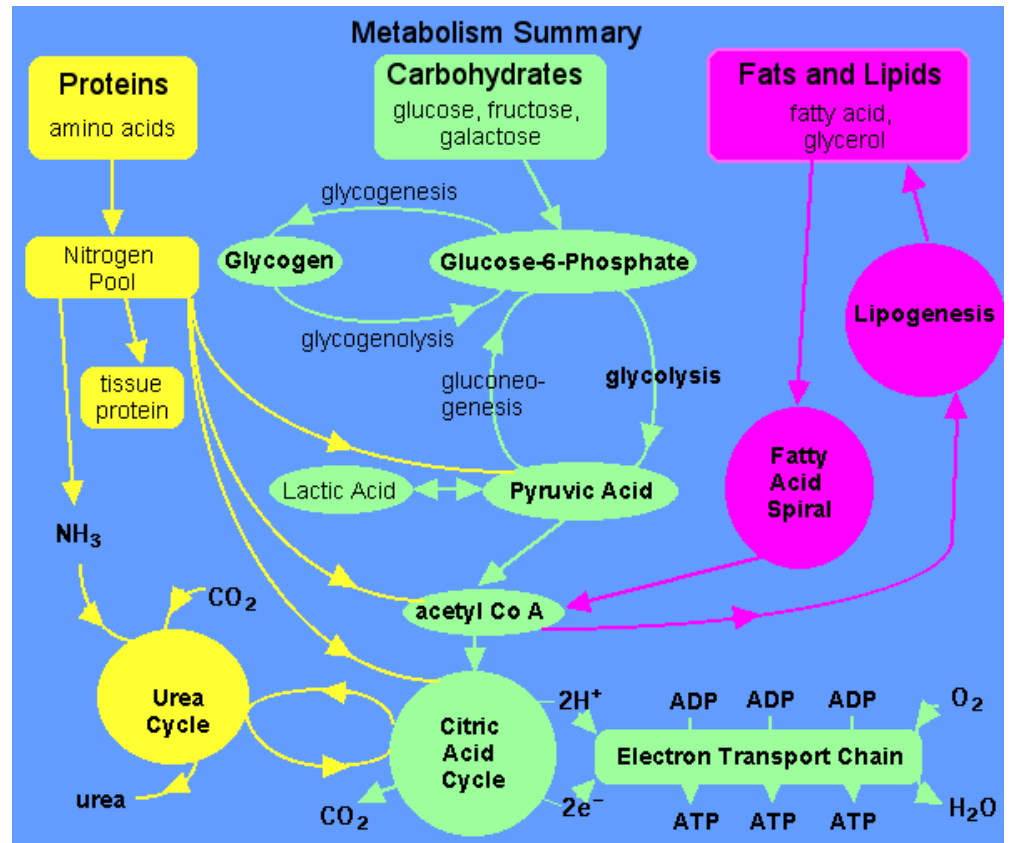 Metabolism Summary
Proteins
amino acids
Carbohydrates
glucose, fructose,
galactose
Fats and Lipids
fatty acid,
glycerol
glycogenesis
Nitrogen
Pool
Glycogen
Glucose-6-Phosphate
Lipogenesis
glycogenolysis
tissue
protein
gluconeo-
genesis
glycolysis
Fatty
Acid
Spiral
Lactic Acid
Pyruvic Acid
NH₃
CO₂
acetyl Co A
Urea
Cycle
urea
Citric
Acid
Cycle
CO₂
2H⁺
2e⁻
ADP ADP ADP
O₂
Electron Transport Chain
ATP ATP ATP
H₂O